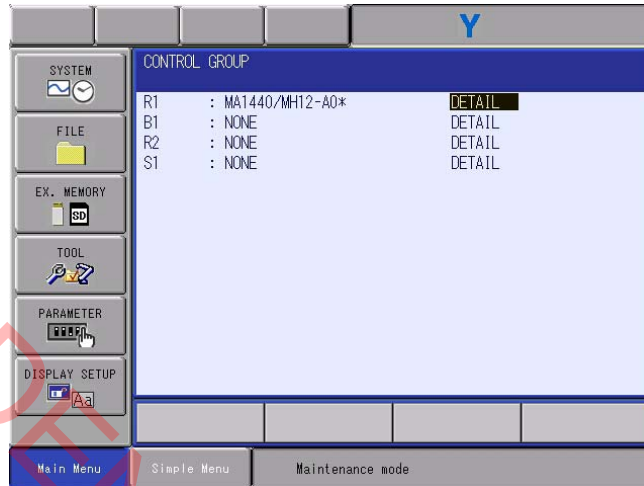 Y
SYSTEM
FILE
EX. MEMORY
SD
TOOL
PARAMETER
DISPLAY SETUP
Aa
CONTROL GROUP
R1 : MA1440/MH12-A0* DETAIL
B1 : NONE DETAIL
R2 : NONE DETAIL
S1 : NONE DETAIL
Main Menu
Simple Menu
Maintenance mode